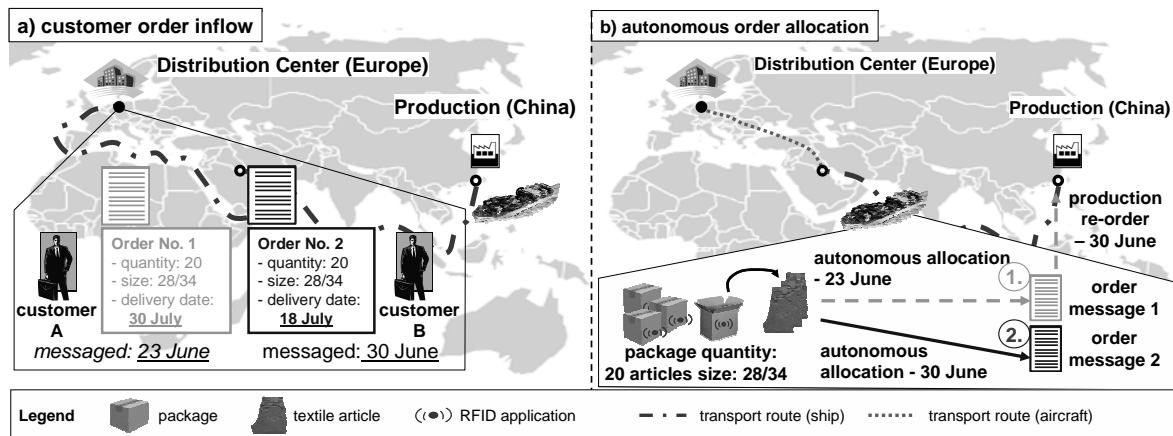 a) customer order inflow
Distribution Center (Europe)
Production (China)
Order No. 1
- quantity: 20
- size: 28/34
- delivery date:
30 July
Order No. 2
- quantity: 20
- size: 28/34
- delivery date:
18 July
customer
A
customer
B
messaged: 23 June
messaged: 30 June
b) autonomous order allocation
Distribution Center (Europe)
Production (China)
production
re-order
– 30 June
autonomous allocation
- 23 June
1.
order
message 1
2.
order
message 2
package quantity:
20 articles size: 28/34
autonomous
allocation - 30 June
Legend
package
textile article
RFID application
transport route (ship)
transport route (aircraft)